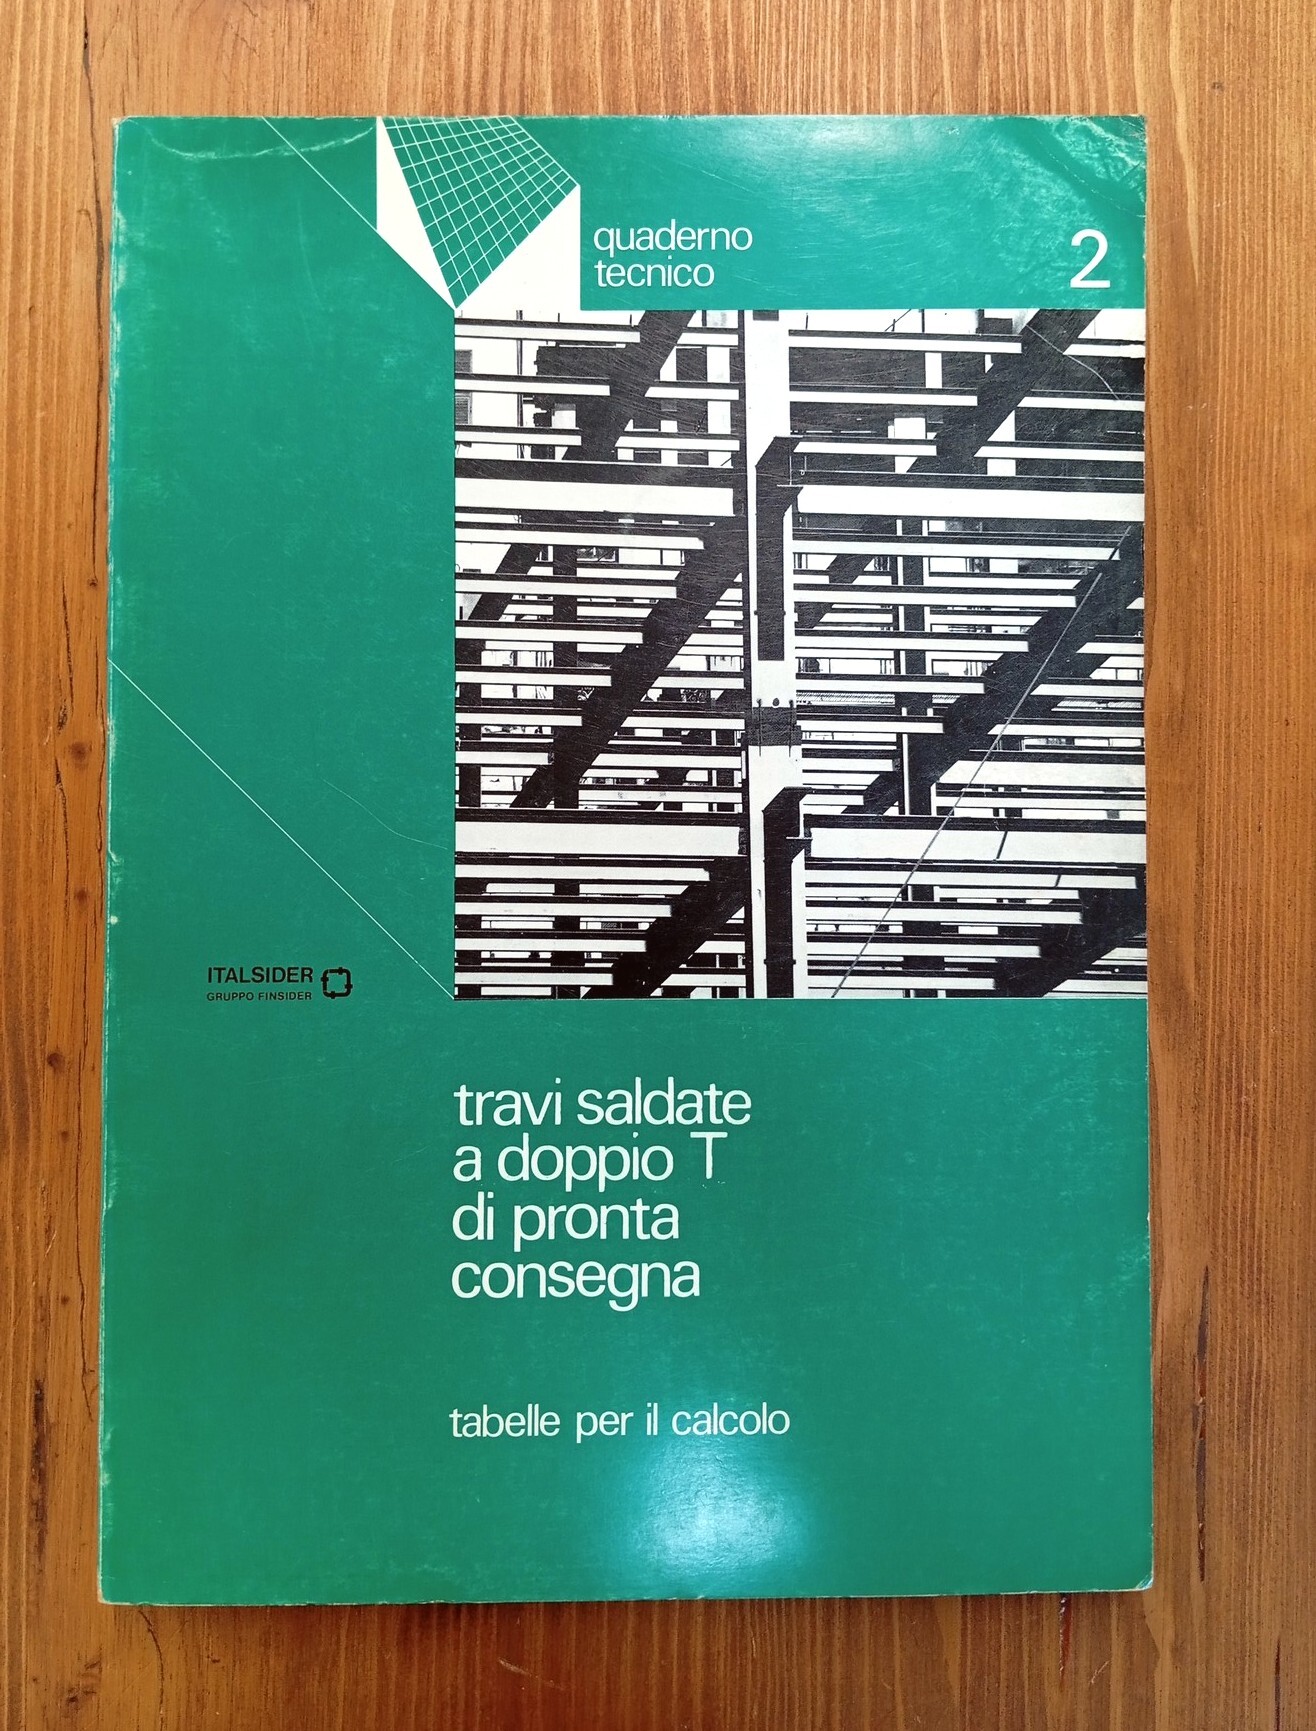 quaderno
tecnico
2
ITALSIDER
GRUPPO FINSIDER
travi saldate
a doppio T
di pronta
consegna
tabelle per il calcolo